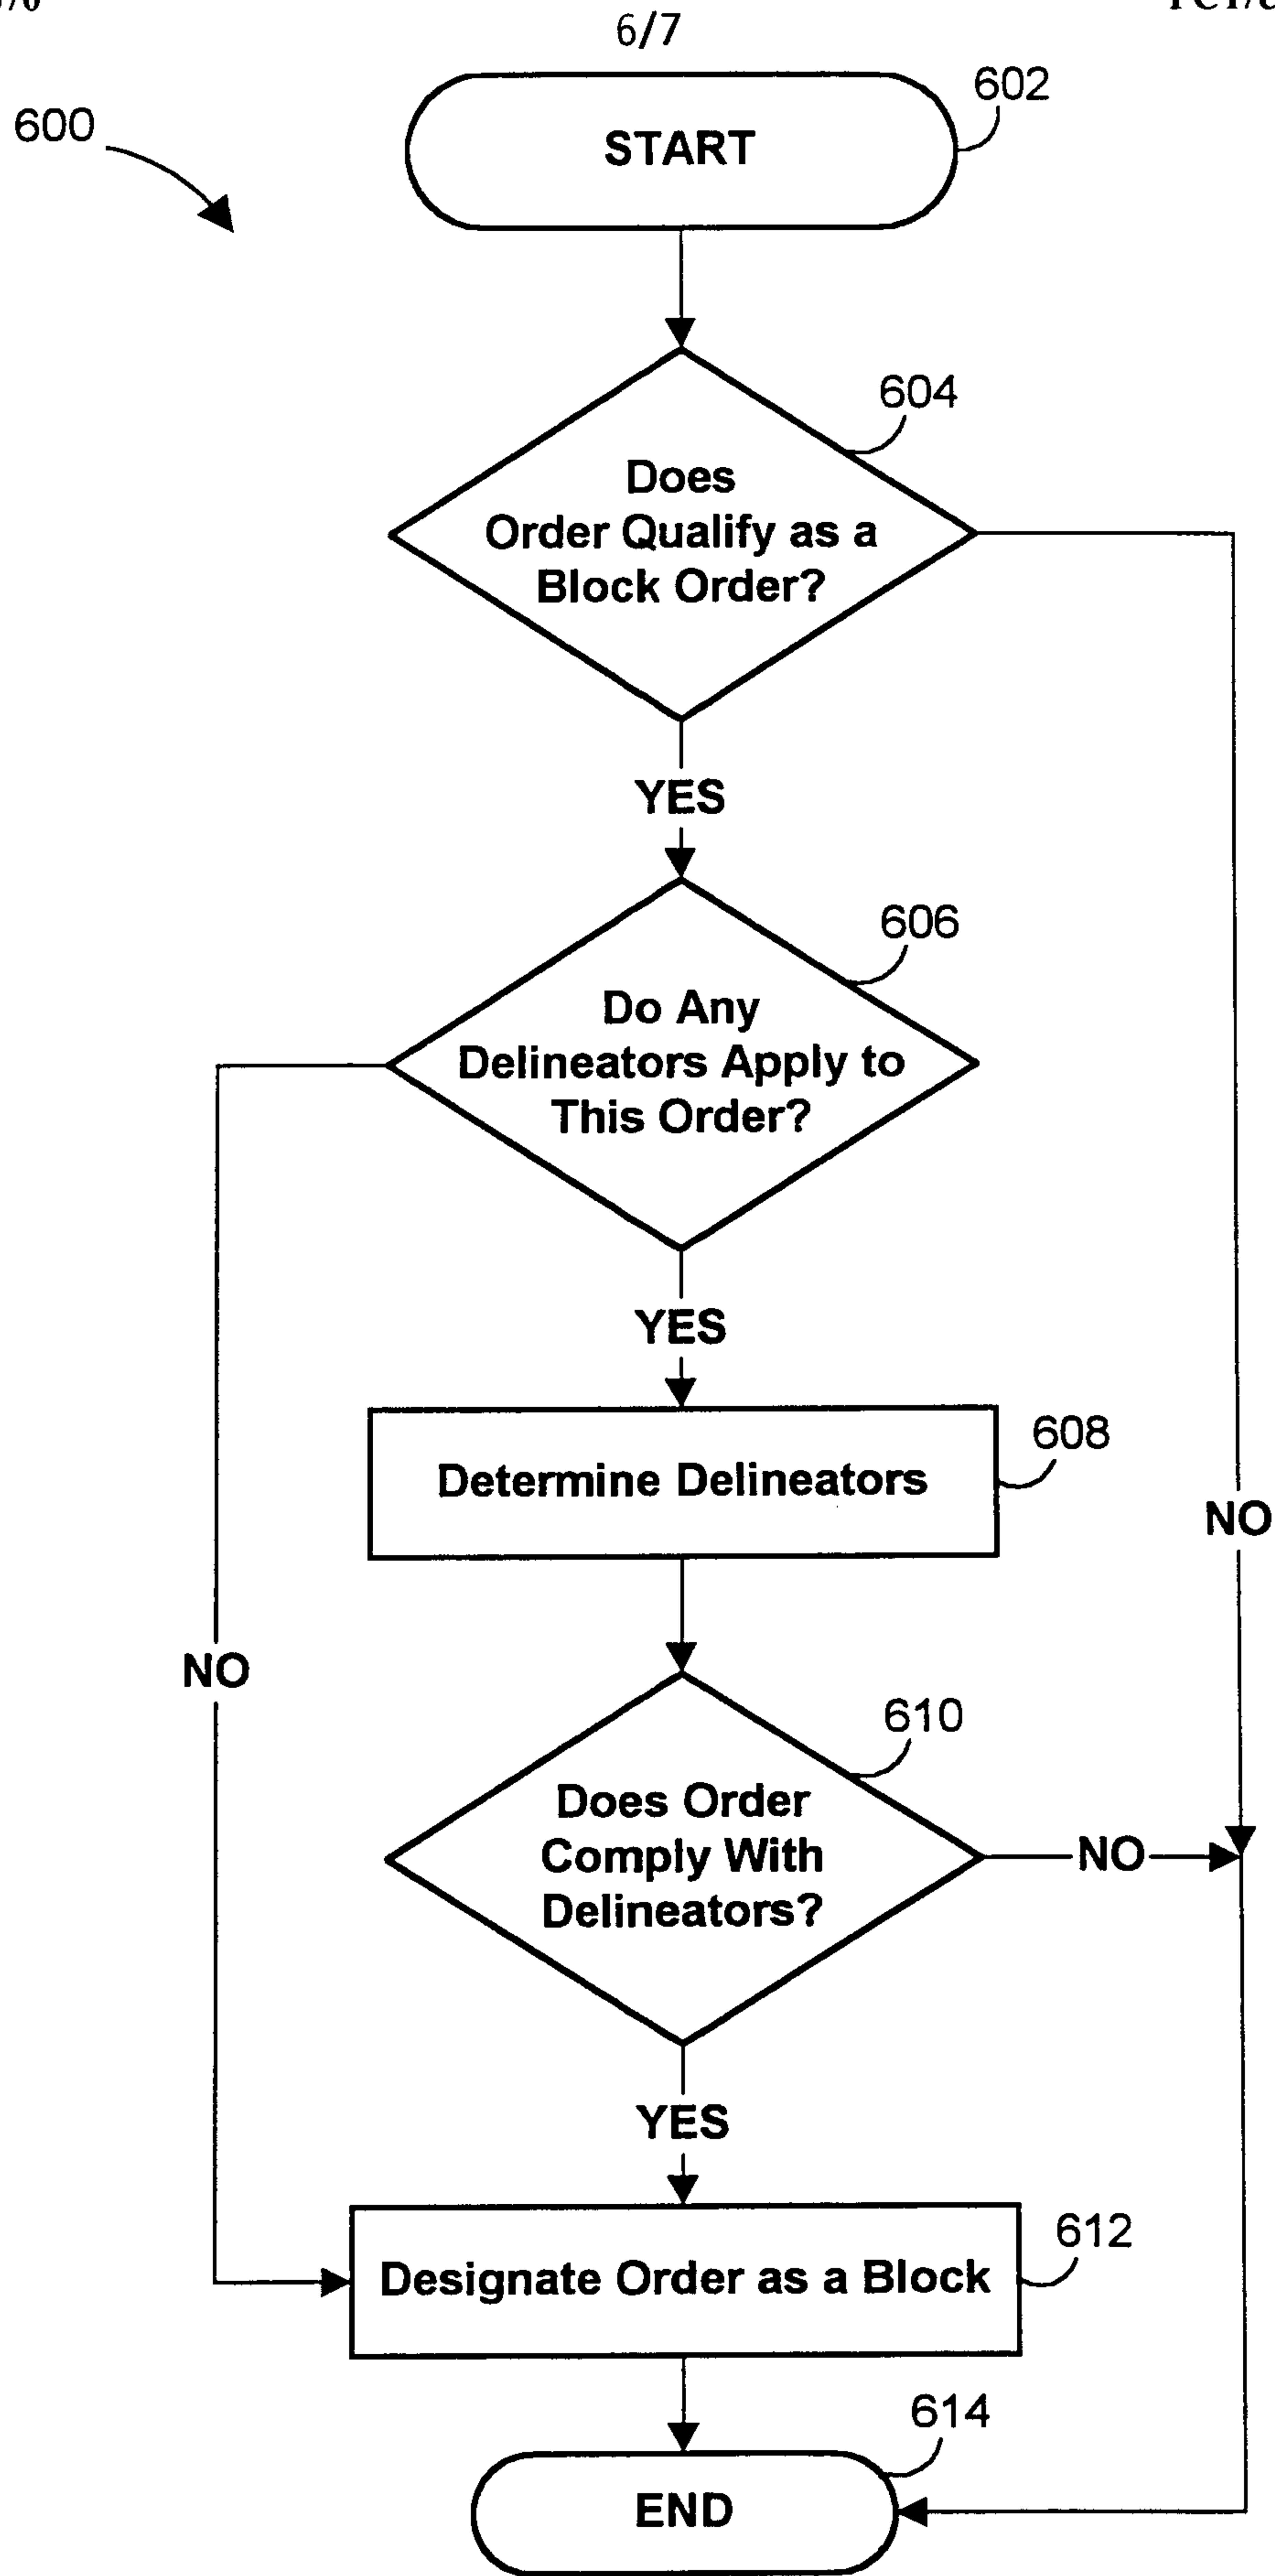 6/7
600
START
602
604
Does
Order Qualify as a
Block Order?
YES
606
Do Any
Delineators Apply to
This Order?
YES
608
Determine Delineators
NO
NO
610
Does Order
Comply With
Delineators?
NO
YES
612
Designate Order as a Block
614
END